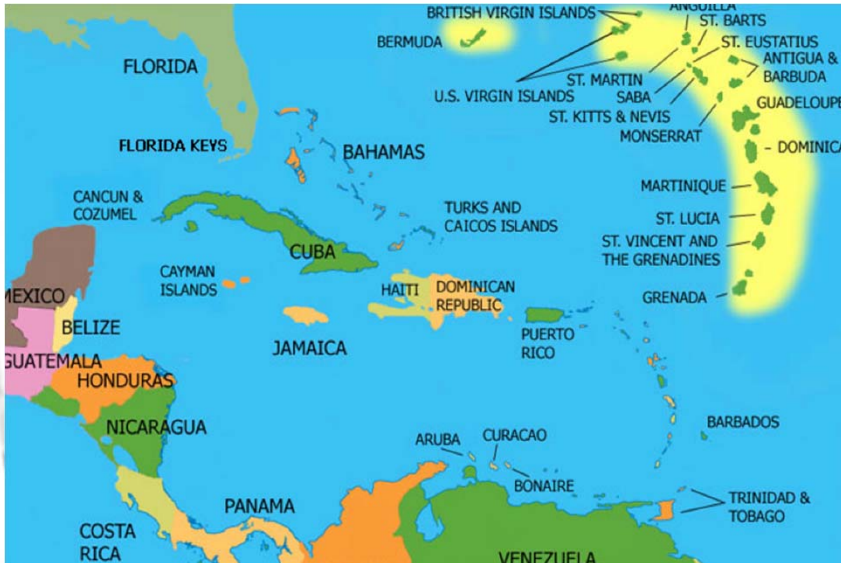 BRITISH VIRGIN ISLANDS
ANGUILLA
ST. BARTS
BERMUDA
ST. EUSTATIUS
FLORIDA
ANTIGUA &
BARBUDA
ST. MARTIN
U.S. VIRGIN ISLANDS
SABA
GUADELOUPE
ST. KITTS & NEVIS
MONSERRAT
FLORIDA KEYS
BAHAMAS
DOMINICA
MARTINIQUE
CANCUN &
COZUMEL
TURKS AND
CAICOS ISLANDS
ST. LUCIA
CUBA
ST. VINCENT AND
THE GRENADINES
CAYMAN
ISLANDS
HAITI
DOMINICAN
REPUBLIC
MEXICO
GRENADA
BELIZE
PUERTO
RICO
JAMAICA
GUATEMALA
HONDURAS
NICARAGUA
BARBADOS
ARUBA
CURACAO
BONAIRE
PANAMA
TRINIDAD &
TOBAGO
COSTA
RICA
VENEZUELA